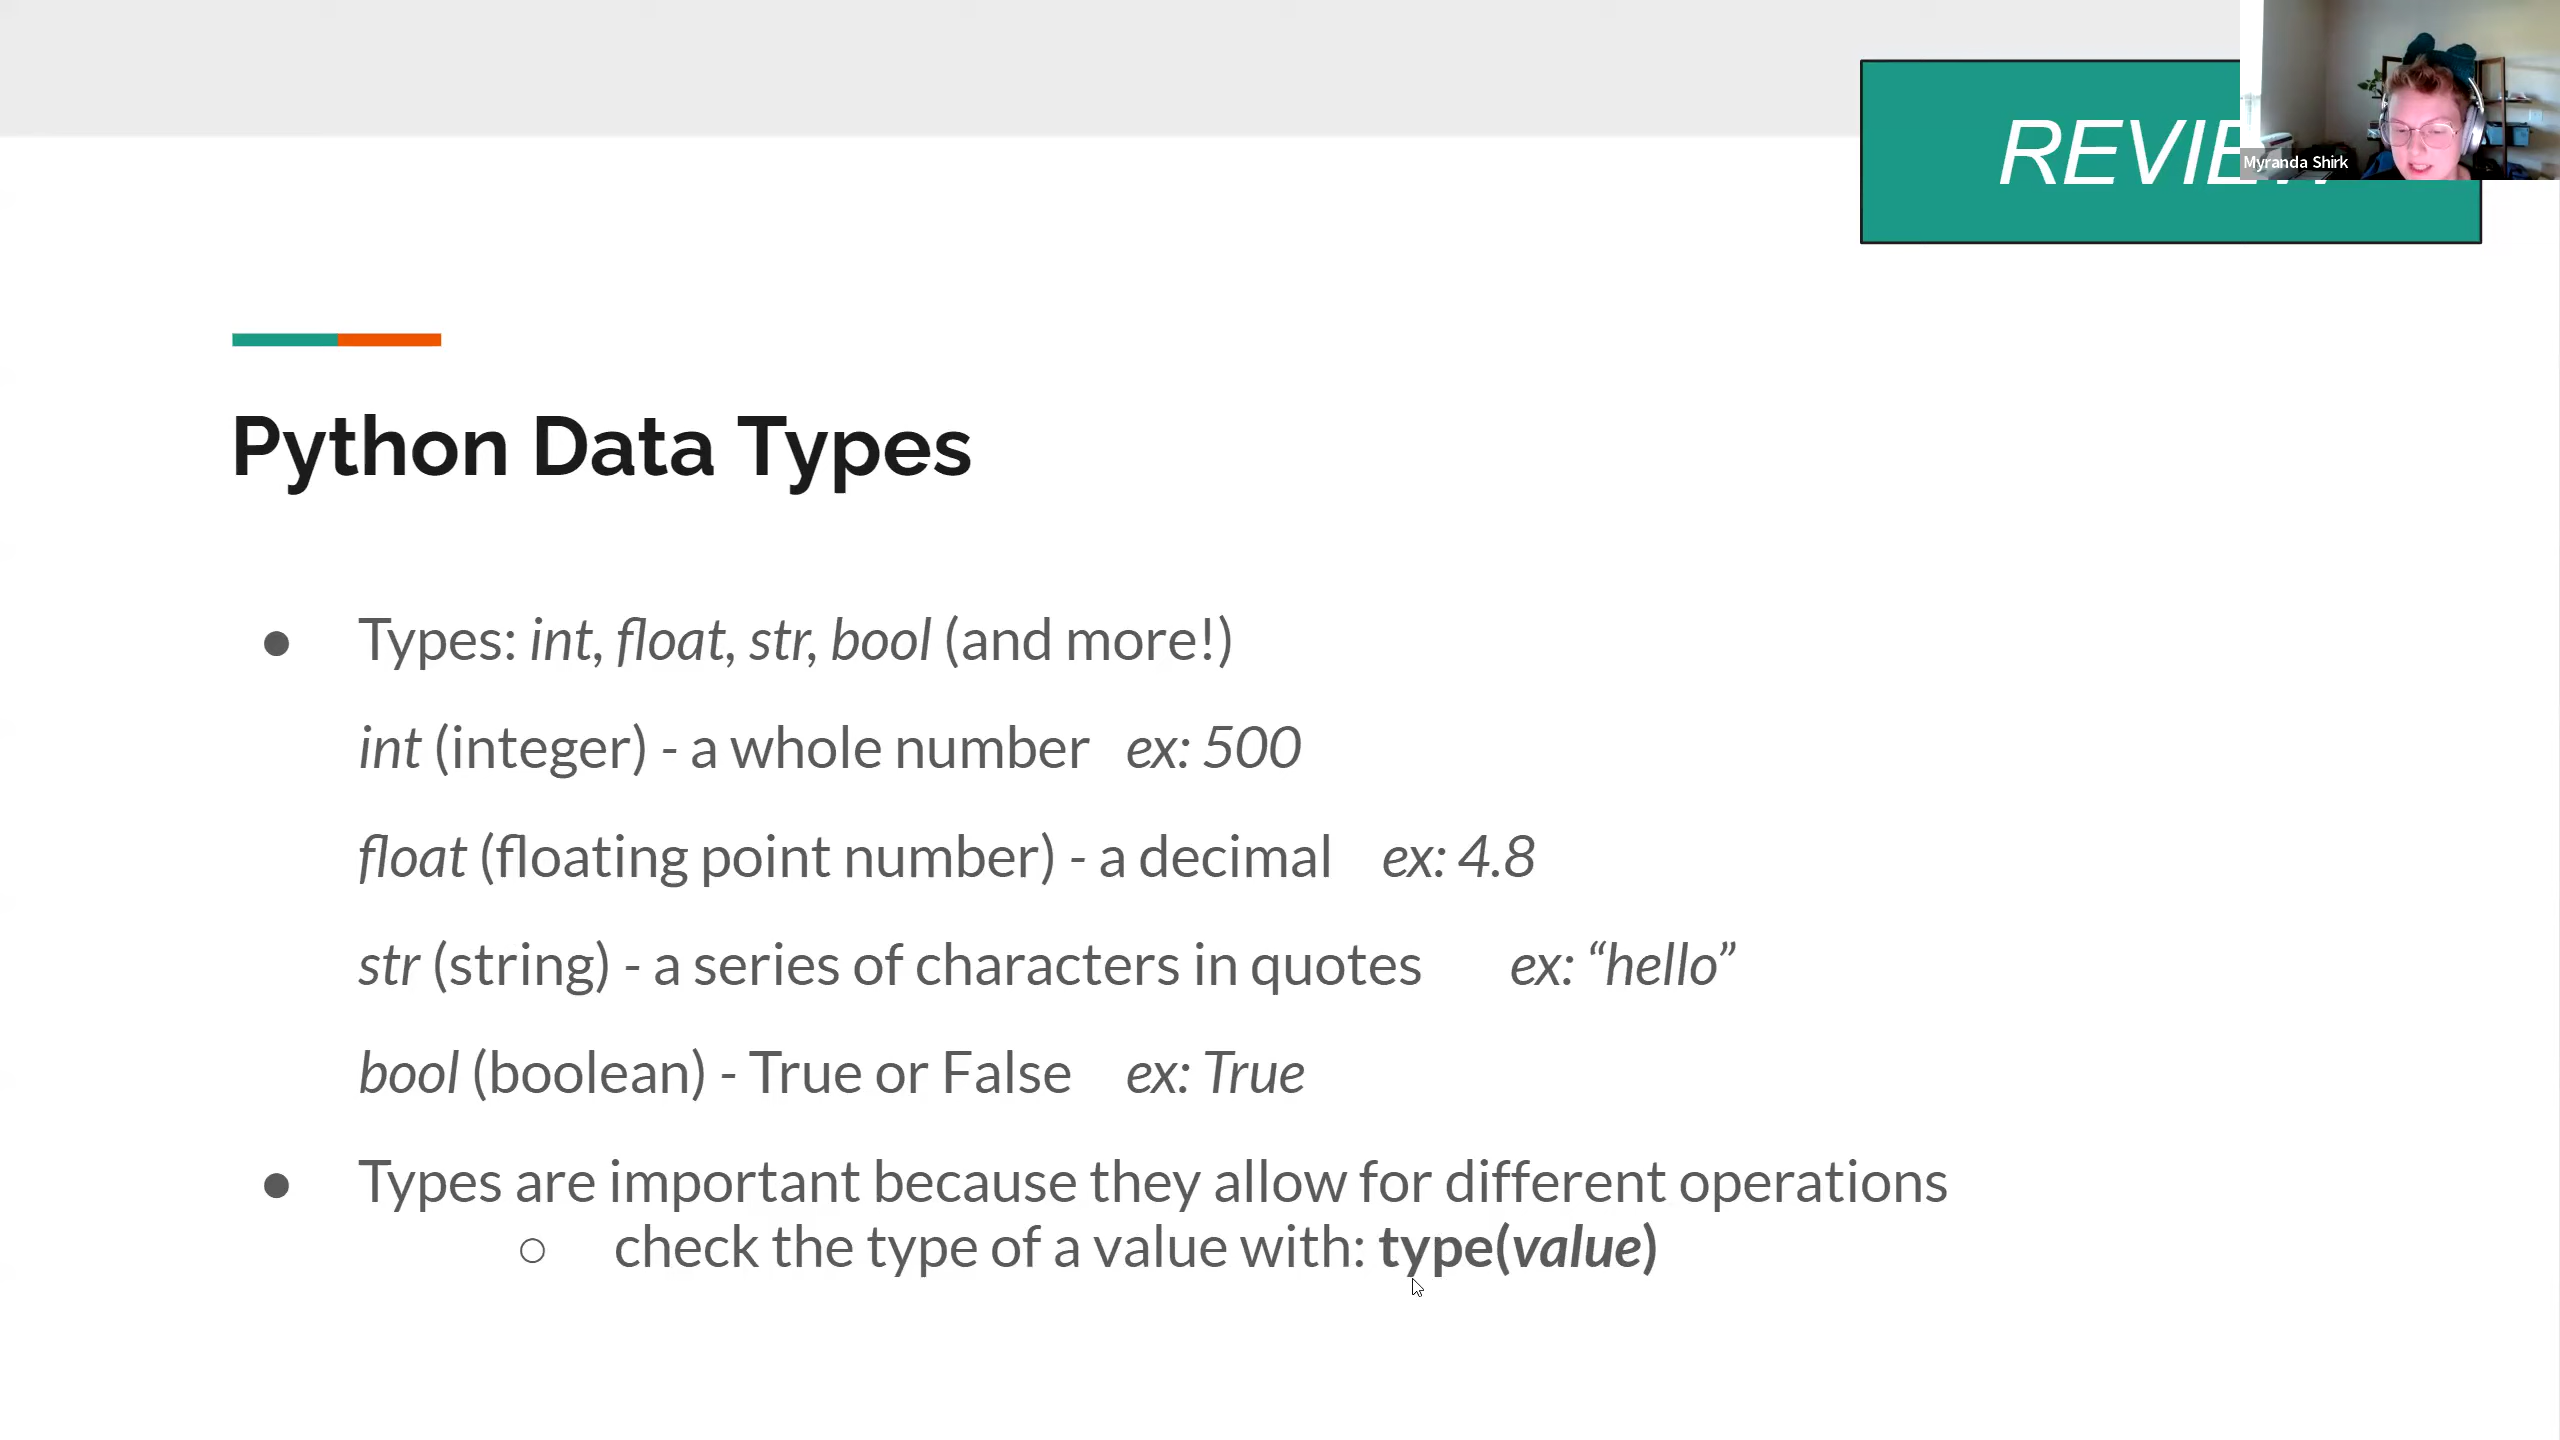 REVIE
Myranda Shirk
Python Data Types
● Types: int, float, str, bool (and more!)
int (integer) - a whole number ex: 500
float (floating point number) - a decimal ex: 4.8
str (string) - a series of characters in quotes ex: “hello”
bool (boolean) - True or False ex: True
● Types are important because they allow for different operations
○ check the type of a value with: type(value)